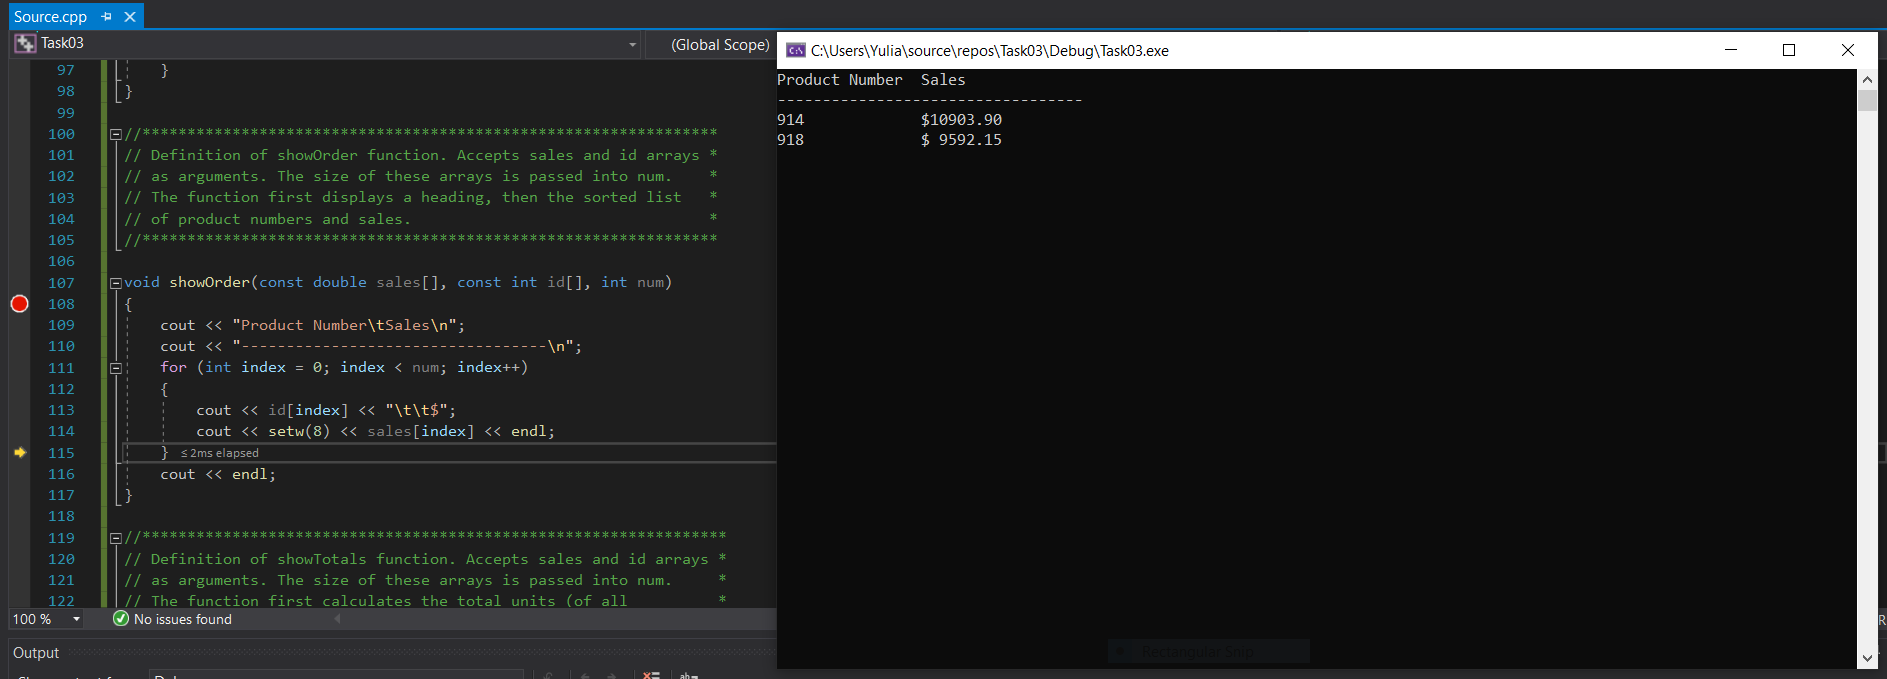 Source.cpp
Task03
(Global Scope)
97 }
98 }
99
100 //****************************************************************
101 // Definition of showOrder function. Accepts sales and id arrays *
102 // as arguments. The size of these arrays is passed into num. *
103 // The function first displays a heading, then the sorted list *
104 // of product numbers and sales. *
105 //****************************************************************
106
107 void showOrder(const double sales[], const int id[], int num)
108 {
109 cout << "Product Number\tSales\n";
110 cout << "----------------------------------\n";
111 for (int index = 0; index < num; index++)
112 {
113 cout << id[index] << "\t\t$";
114 cout << setw(8) << sales[index] << endl;
115 } ≤ 2ms elapsed
116 cout << endl;
117 }
118
119 //*****************************************************************
120 // Definition of showTotals function. Accepts sales and id arrays *
121 // as arguments. The size of these arrays is passed into num. *
122 // The function first calculates the total units (of all *
100 %
No issues found
Output
C:\Users\Yulia\source\repos\Task03\Debug\Task03.exe
Product Number Sales
----------------------------------
914 $10903.90
918 $ 9592.15
Rectangular Snip